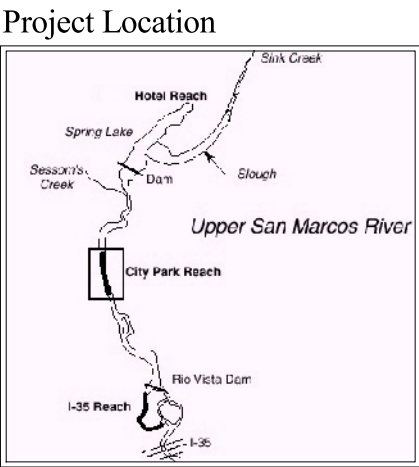 Project Location
Sink Creek
Hotel Reach
Spring Lake
Sessom's
Creek
Dam
Slough
Upper San Marcos River
City Park Reach
Rio Vista Dam
I-35 Reach
I-35